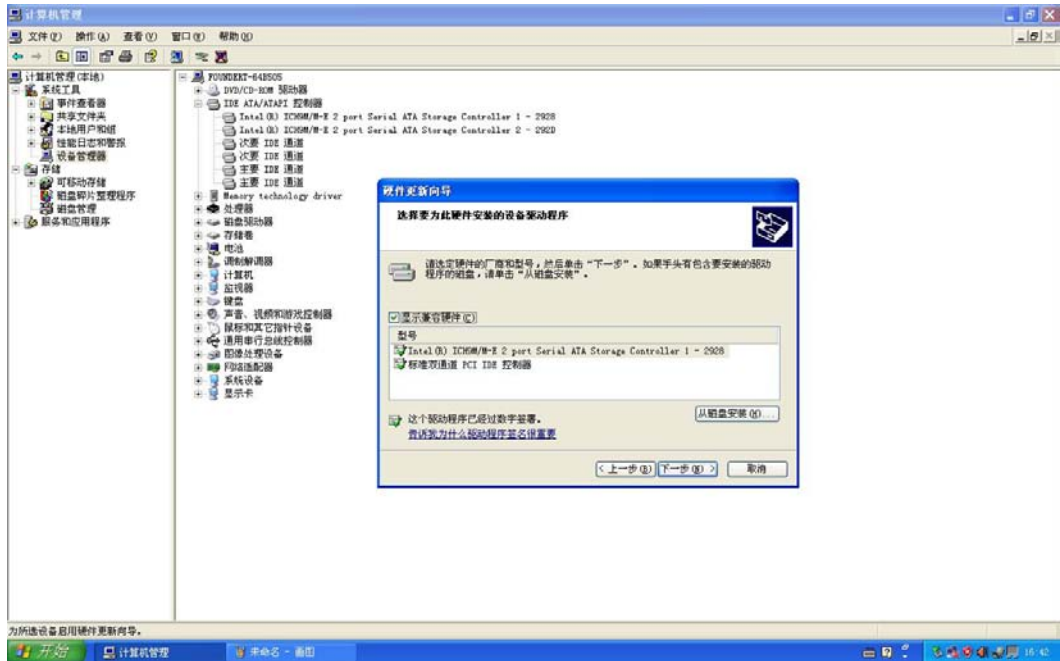 计算机管理
文件(F) 操作(A) 查看(V) 窗口(W) 帮助(H)
计算机管理(本地)
系统工具
事件查看器
共享文件夹
本地用户和组
性能日志和警报
设备管理器
存储
可移动存储
磁盘碎片整理程序
磁盘管理
服务和应用程序
FOUNDERT-64B505
DVD/CD-ROM 驱动器
IDE ATA/ATAPI 控制器
Intel(R) ICH9M/M-E 2 port Serial ATA Storage Controller 1 - 2928
Intel(R) ICH9M/M-E 2 port Serial ATA Storage Controller 2 - 292D
次要 IDE 通道
次要 IDE 通道
主要 IDE 通道
主要 IDE 通道
Memory technology driver
处理器
磁盘驱动器
存储卷
电池
调制解调器
计算机
监视器
键盘
声音、视频和游戏控制器
鼠标和其它指针设备
通用串行总线控制器
图像处理设备
网络适配器
系统设备
显示卡
硬件更新向导
选择要为此硬件安装的设备驱动程序
请选定硬件的厂商和型号，然后单击“下一步”。如果手头有包含要安装的驱动
程序的磁盘，请单击“从磁盘安装”。
显示兼容硬件(C)
型号
Intel(R) ICH9M/M-E 2 port Serial ATA Storage Controller 1 - 2928
标准双通道 PCI IDE 控制器
这个驱动程序已经过数字签署。
告诉我为什么驱动程序签名很重要
从磁盘安装(H)...
< 上一步(B) 下一步(N) > 取消
为所选设备启用硬件更新向导。
开始 计算机管理 未命名 - 画图 16:42